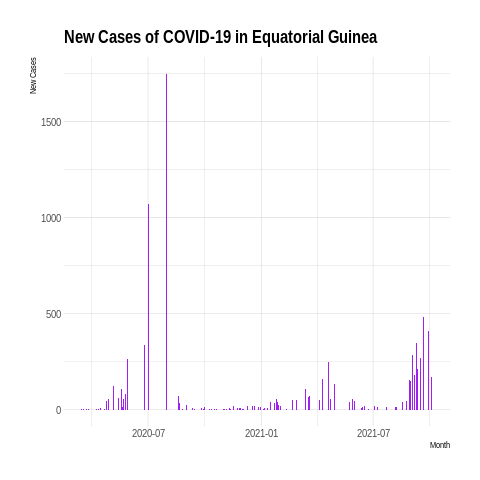 New Cases of COVID-19 in Equatorial Guinea
New Cases
1500
1000
500
0
2020-07
2021-01
2021-07
Month